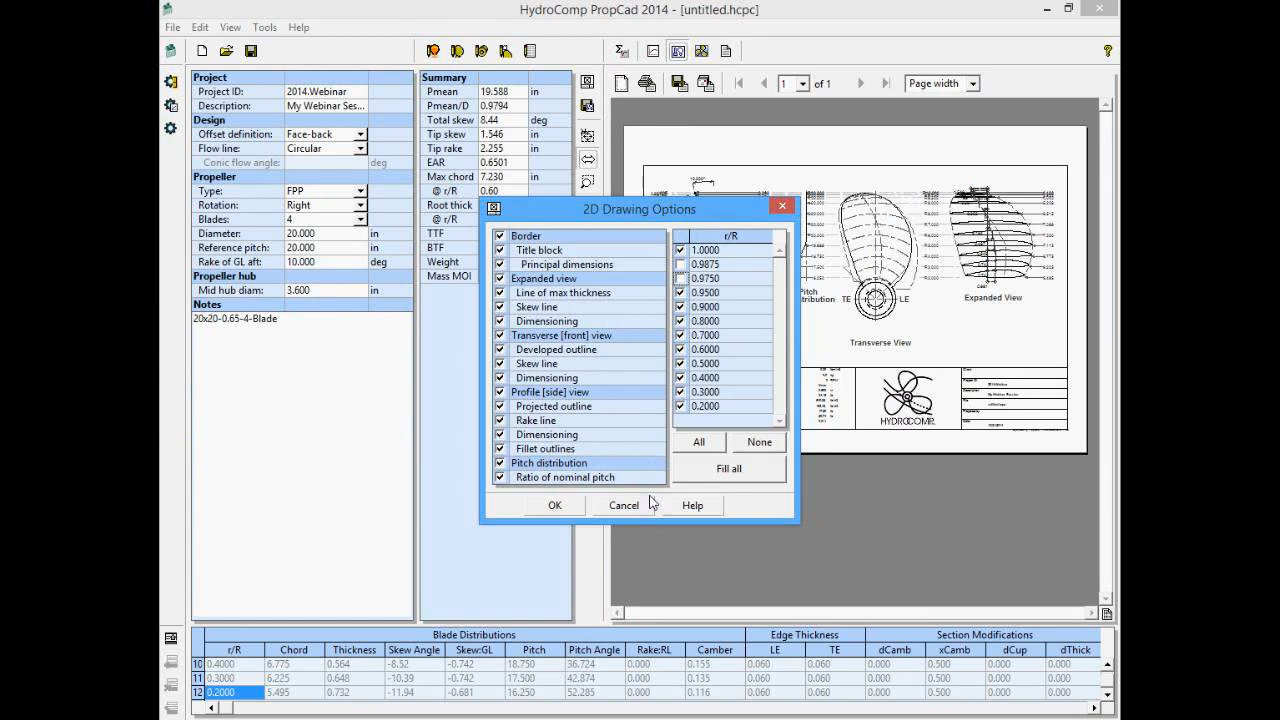 HydroComp PropCad 2014 - [untitled.hcpc]
File Edit View Tools Help
1 of 1 Page width
Project
Project ID: 2014.Webinar
Description: My Webinar Ses...
Design
Offset definition: Face-back
Flow line: Circular
Conic flow angle: deg
Propeller
Type: FPP
Rotation: Right
Blades: 4
Diameter: 20.000 in
Reference pitch: 20.000 in
Rake of GL aft: 10.000 deg
Propeller hub
Mid hub diam: 3.600 in
Notes
20x20-0.65-4-Blade
Summary
Pmean 19.588 in
Pmean/D 0.9794
Total skew 8.44 deg
Tip skew 1.546 in
Tip rake 2.255 in
EAR 0.6501
Max chord 7.230 in
@ r/R 0.60
Root thick
@ r/R
TTF
BTF
Weight
Mass MOI
2D Drawing Options
Border
Title block
Principal dimensions
Expanded view
Line of max thickness
Skew line
Dimensioning
Transverse [front] view
Developed outline
Skew line
Dimensioning
Profile [side] view
Projected outline
Rake line
Dimensioning
Fillet outlines
Pitch distribution
Ratio of nominal pitch
r/R
1.0000
0.9875
0.9750
0.9500
0.9000
0.8000
0.7000
0.6000
0.5000
0.4000
0.3000
0.2000
All None
Fill all
OK Cancel Help
Pitch
TE LE
Expanded View
Transverse View
HYDROCOMP
Blade Distributions Edge Thickness Section Modifications
r/R Chord Thickness Skew Angle Skew:GL Pitch Pitch Angle Rake:RL Camber LE TE dCamb xCamb dCup dThick
10 0.4000 6.775 0.564 -8.52 -0.742 18.750 36.724 0.000 0.155 0.060 0.060 0.000 0.500 0.000 0.000
11 0.3000 6.225 0.648 -10.39 -0.742 17.500 42.874 0.000 0.135 0.060 0.060 0.000 0.500 0.000 0.000
12 0.2000 5.495 0.732 -11.94 -0.681 16.250 52.285 0.000 0.116 0.060 0.060 0.000 0.500 0.000 0.000